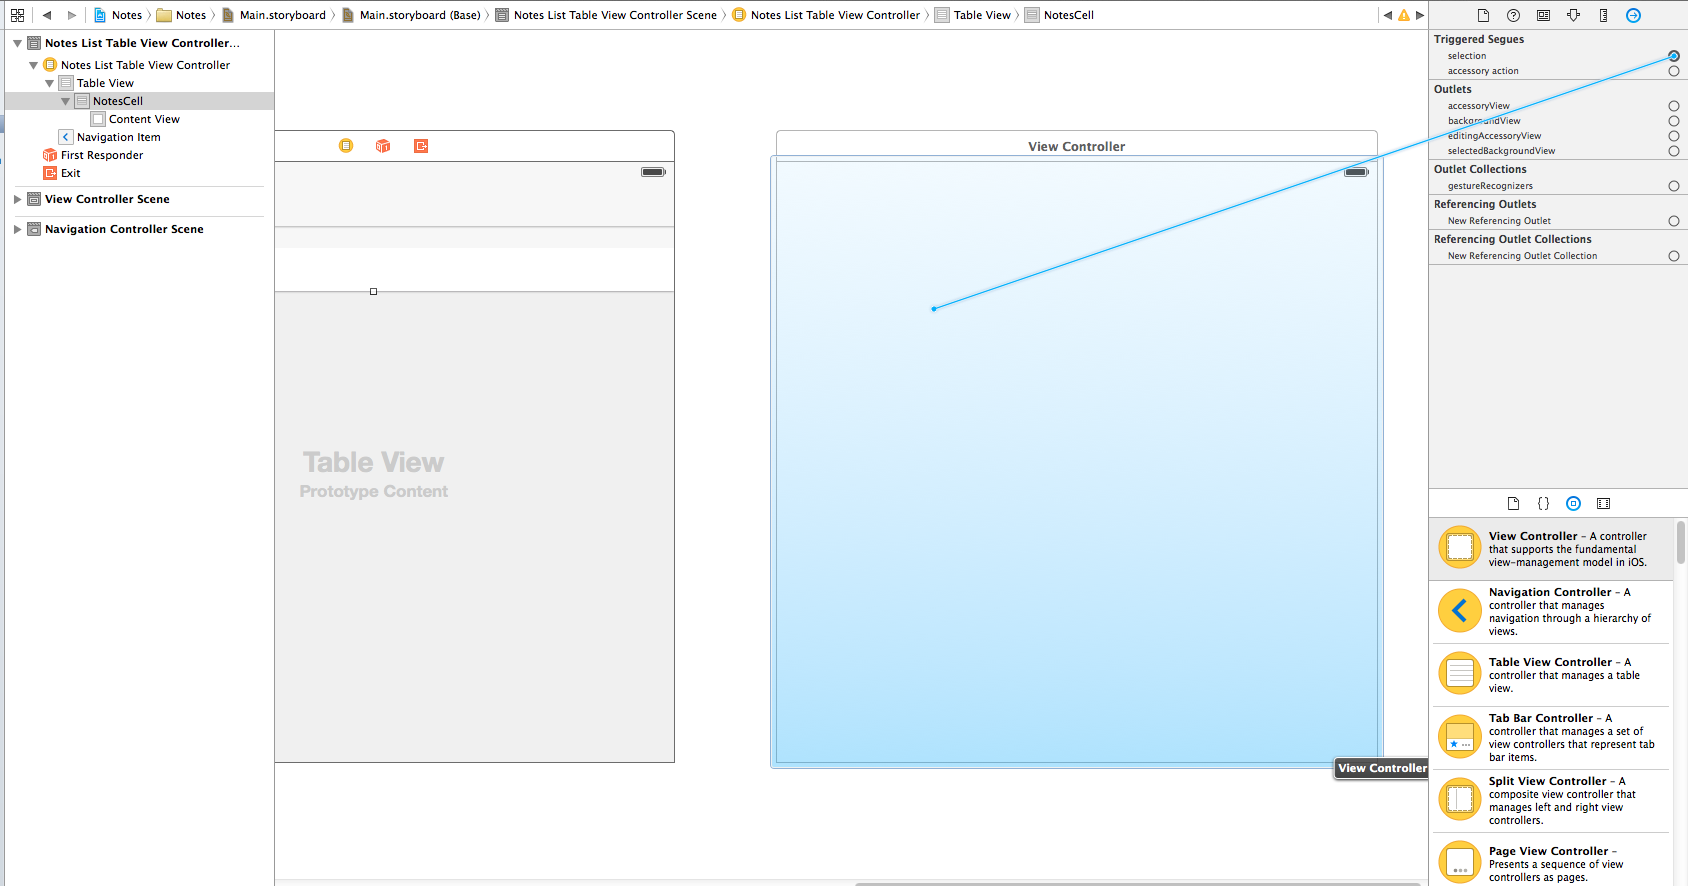 Notes
Notes
Main.storyboard
Main.storyboard (Base)
Notes List Table View Controller Scene
Notes List Table View Controller
Table View
NotesCell
Notes List Table View Controller...
Notes List Table View Controller
Table View
NotesCell
Content View
Navigation Item
First Responder
Exit
View Controller Scene
Navigation Controller Scene
Table View
Prototype Content
View Controller
View Controller
Triggered Segues
selection
accessory action
Outlets
accessoryView
backgroundView
editingAccessoryView
selectedBackgroundView
Outlet Collections
gestureRecognizers
Referencing Outlets
New Referencing Outlet
Referencing Outlet Collections
New Referencing Outlet Collection
{}
View Controller – A controller
that supports the fundamental
view-management model in iOS.
Navigation Controller – A
controller that manages
navigation through a hierarchy of
views.
Table View Controller – A
controller that manages a table
view.
Tab Bar Controller – A
controller that manages a set of
view controllers that represent tab
bar items.
Split View Controller – A
composite view controller that
manages left and right view
controllers.
Page View Controller –
Presents a sequence of view
controllers as pages.